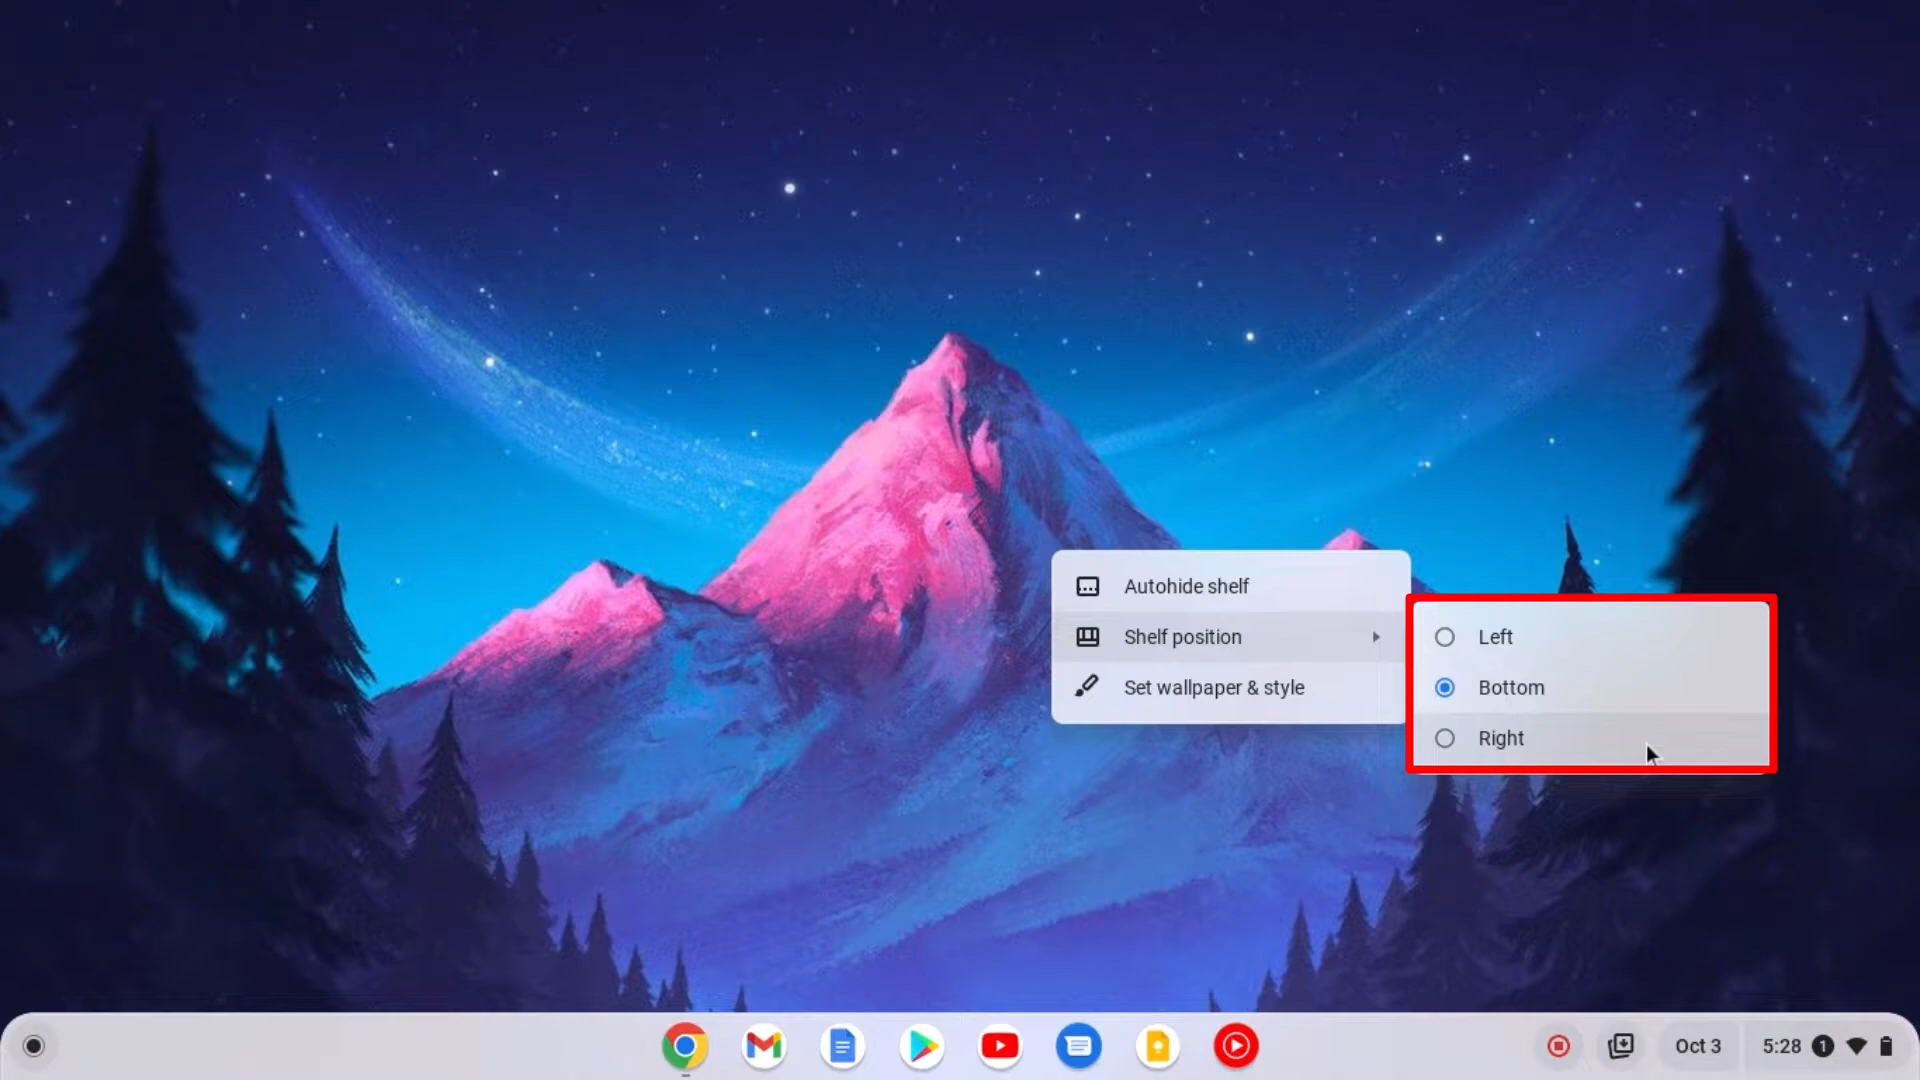 Autohide shelf
Shelf position
Set wallpaper & style
Left
Bottom
Right
Oct 3
5:28
1